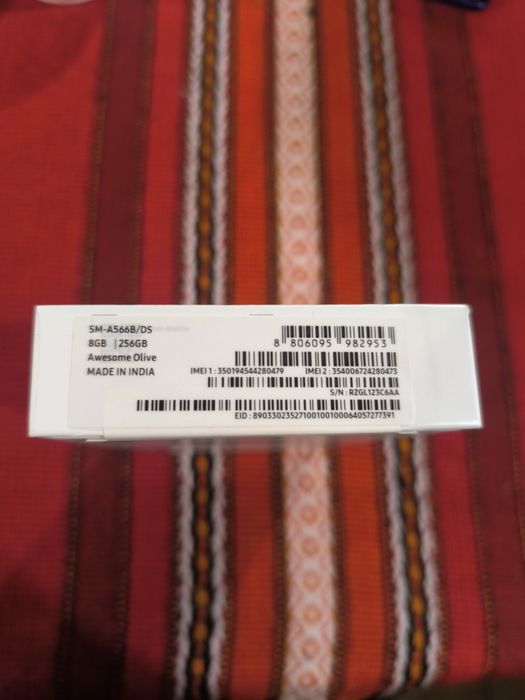 SM-A566B/DS
8GB | 256GB
Awesome Olive
MADE IN INDIA
8 806095 982953
IMEI 1 : 350194544280479 IMEI 2 : 354006724280473
S/N : RZGL123C6AA
EID : 89033023527100100100064057277391